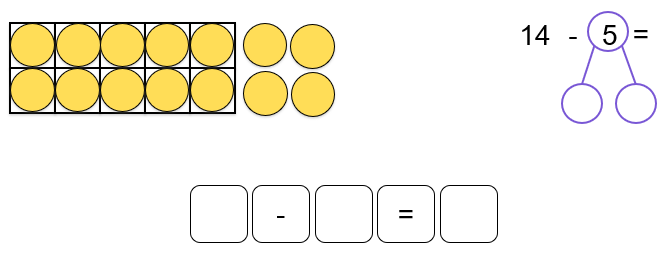 14 - 5 =
- =